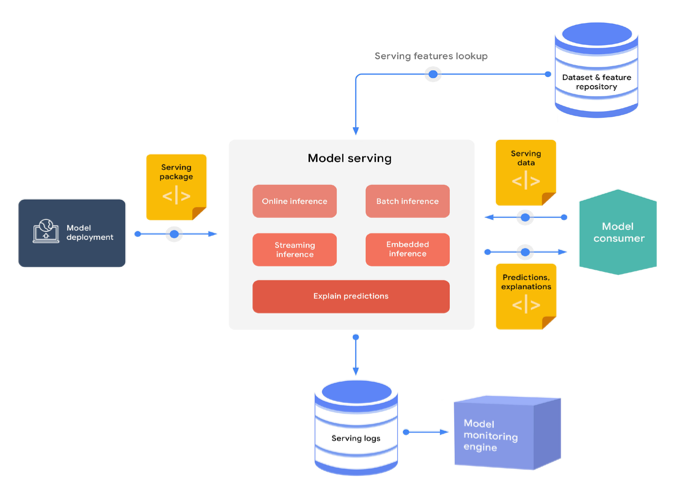 Serving features lookup
Dataset & feature
repository
Serving
package
</>
Model serving
Serving
data
</>
Online inference
Batch inference
Model
deployment
Streaming
inference
Embedded
inference
Model
consumer
Explain predictions
Predictions,
explanations
</>
Serving logs
Model
monitoring
engine